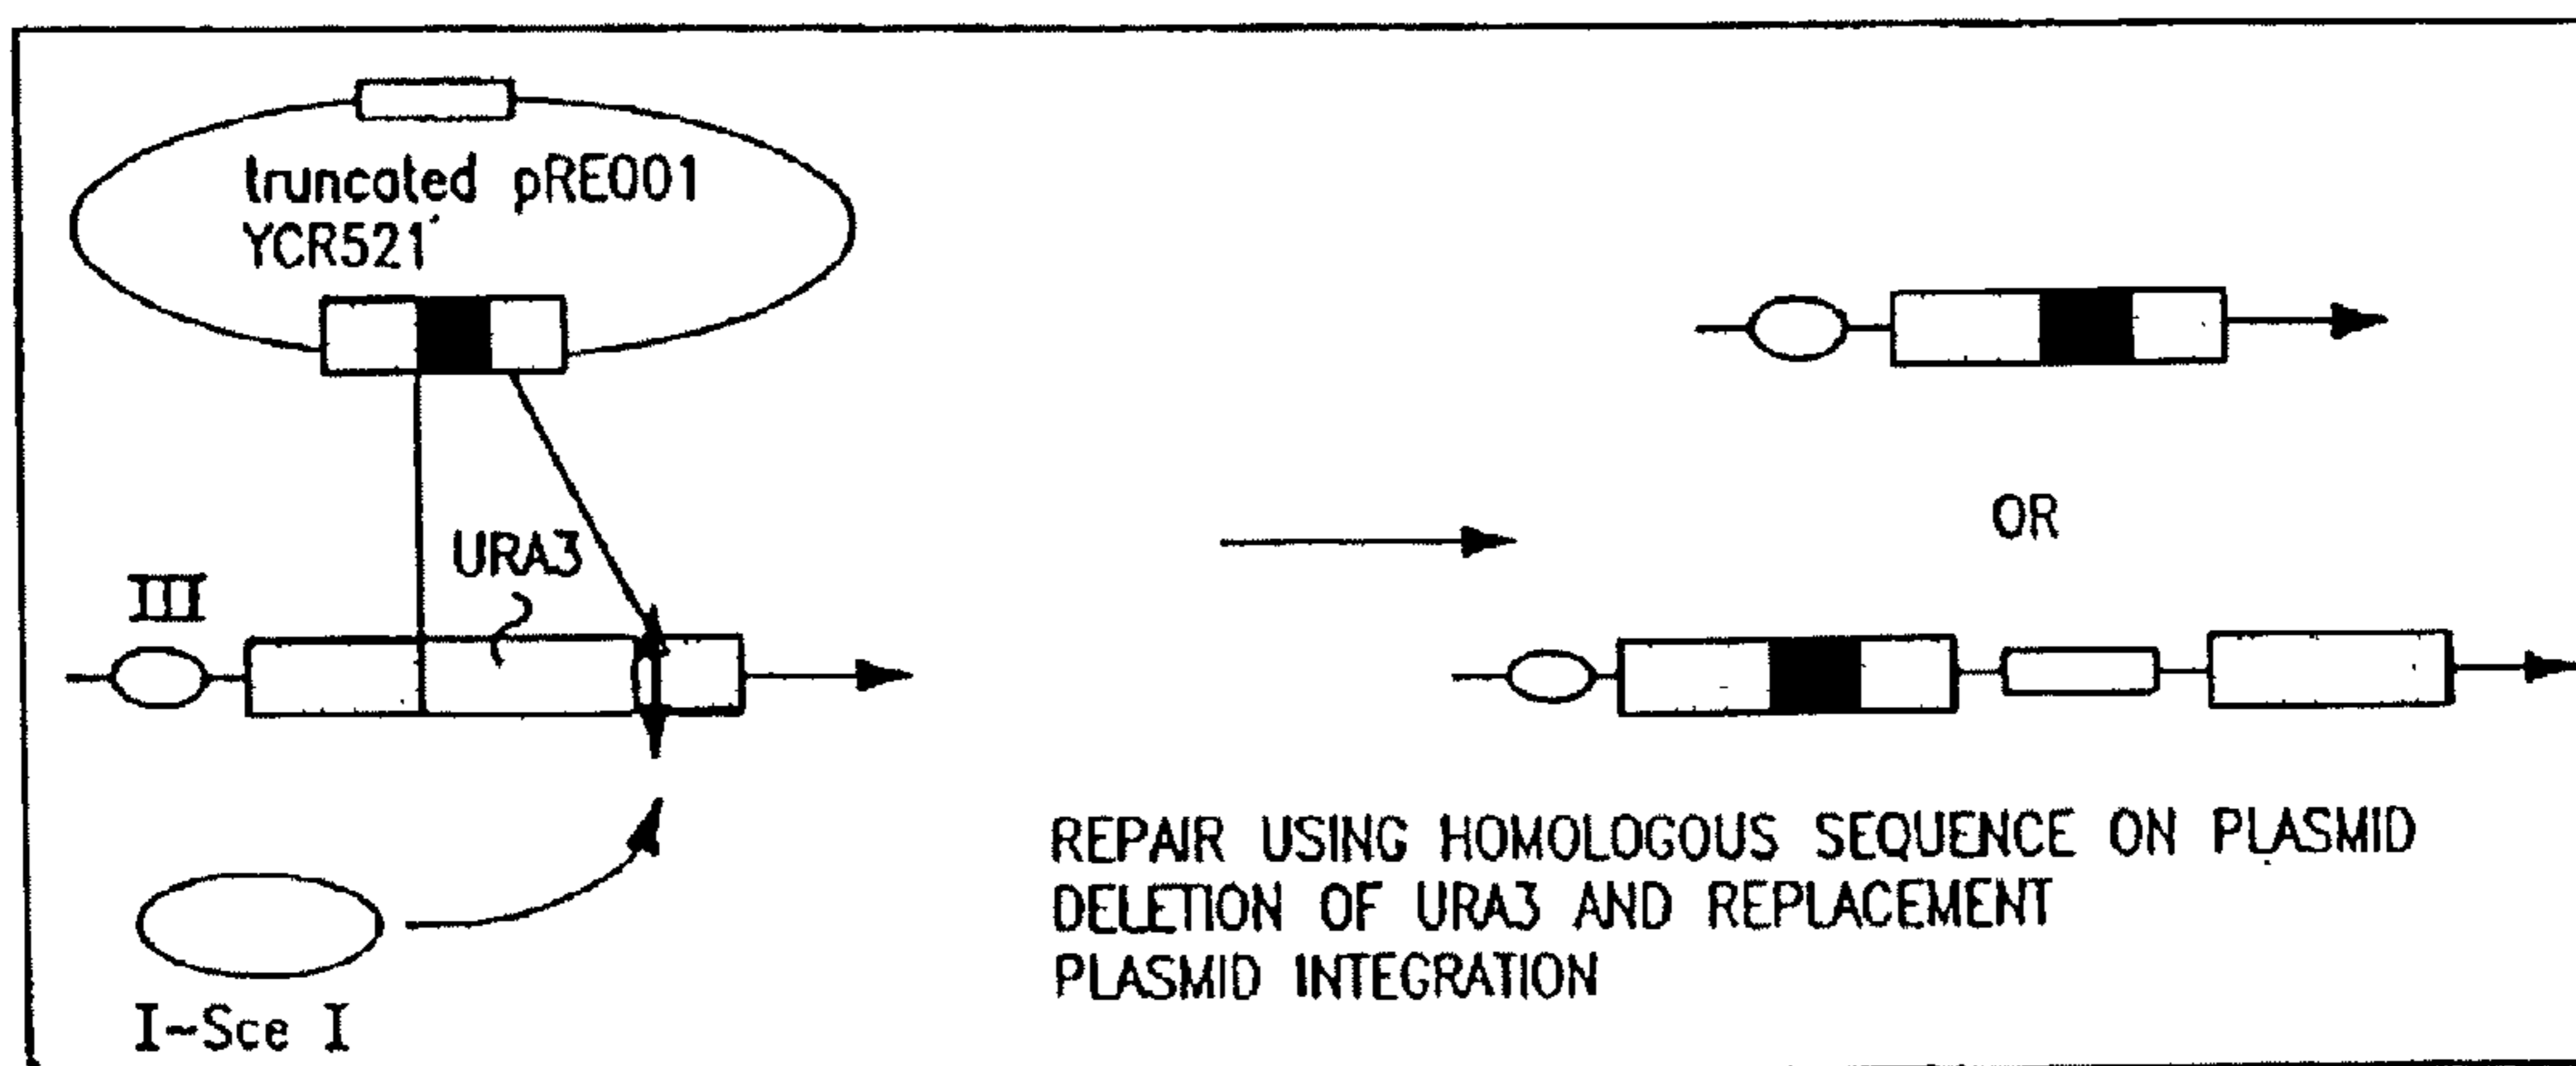 truncated pRE001
YCR521
URA3
III
I-Sce I
OR
REPAIR USING HOMOLOGOUS SEQUENCE ON PLASMID
DELETION OF URA3 AND REPLACEMENT
PLASMID INTEGRATION